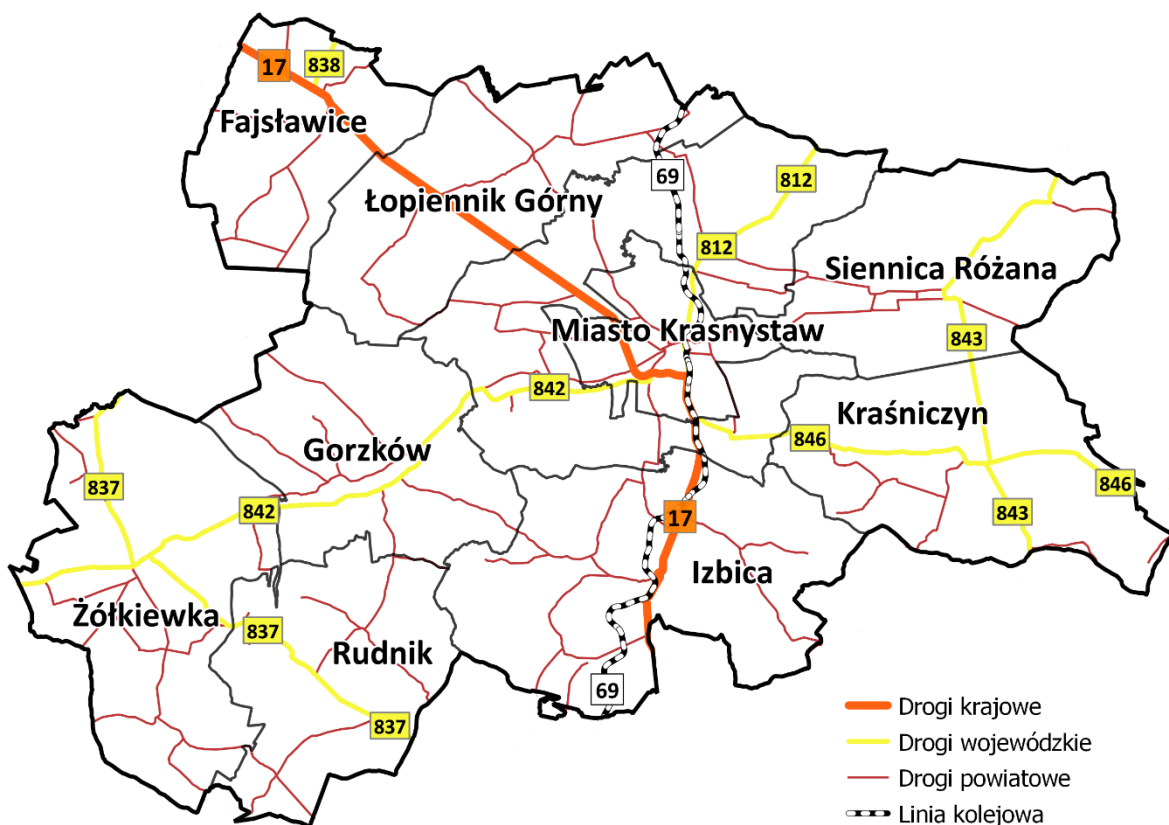 17
838
Fajsławice
69
812
Łopiennik Górny
812
Siennica Różana
Miasto Krasnystaw
843
842
Kraśniczyn
846
Gorzków
837
846
842
843
17
Izbica
Żółkiewka
837
Rudnik
69
837
Drogi krajowe
Drogi wojewódzkie
Drogi powiatowe
Linia kolejowa